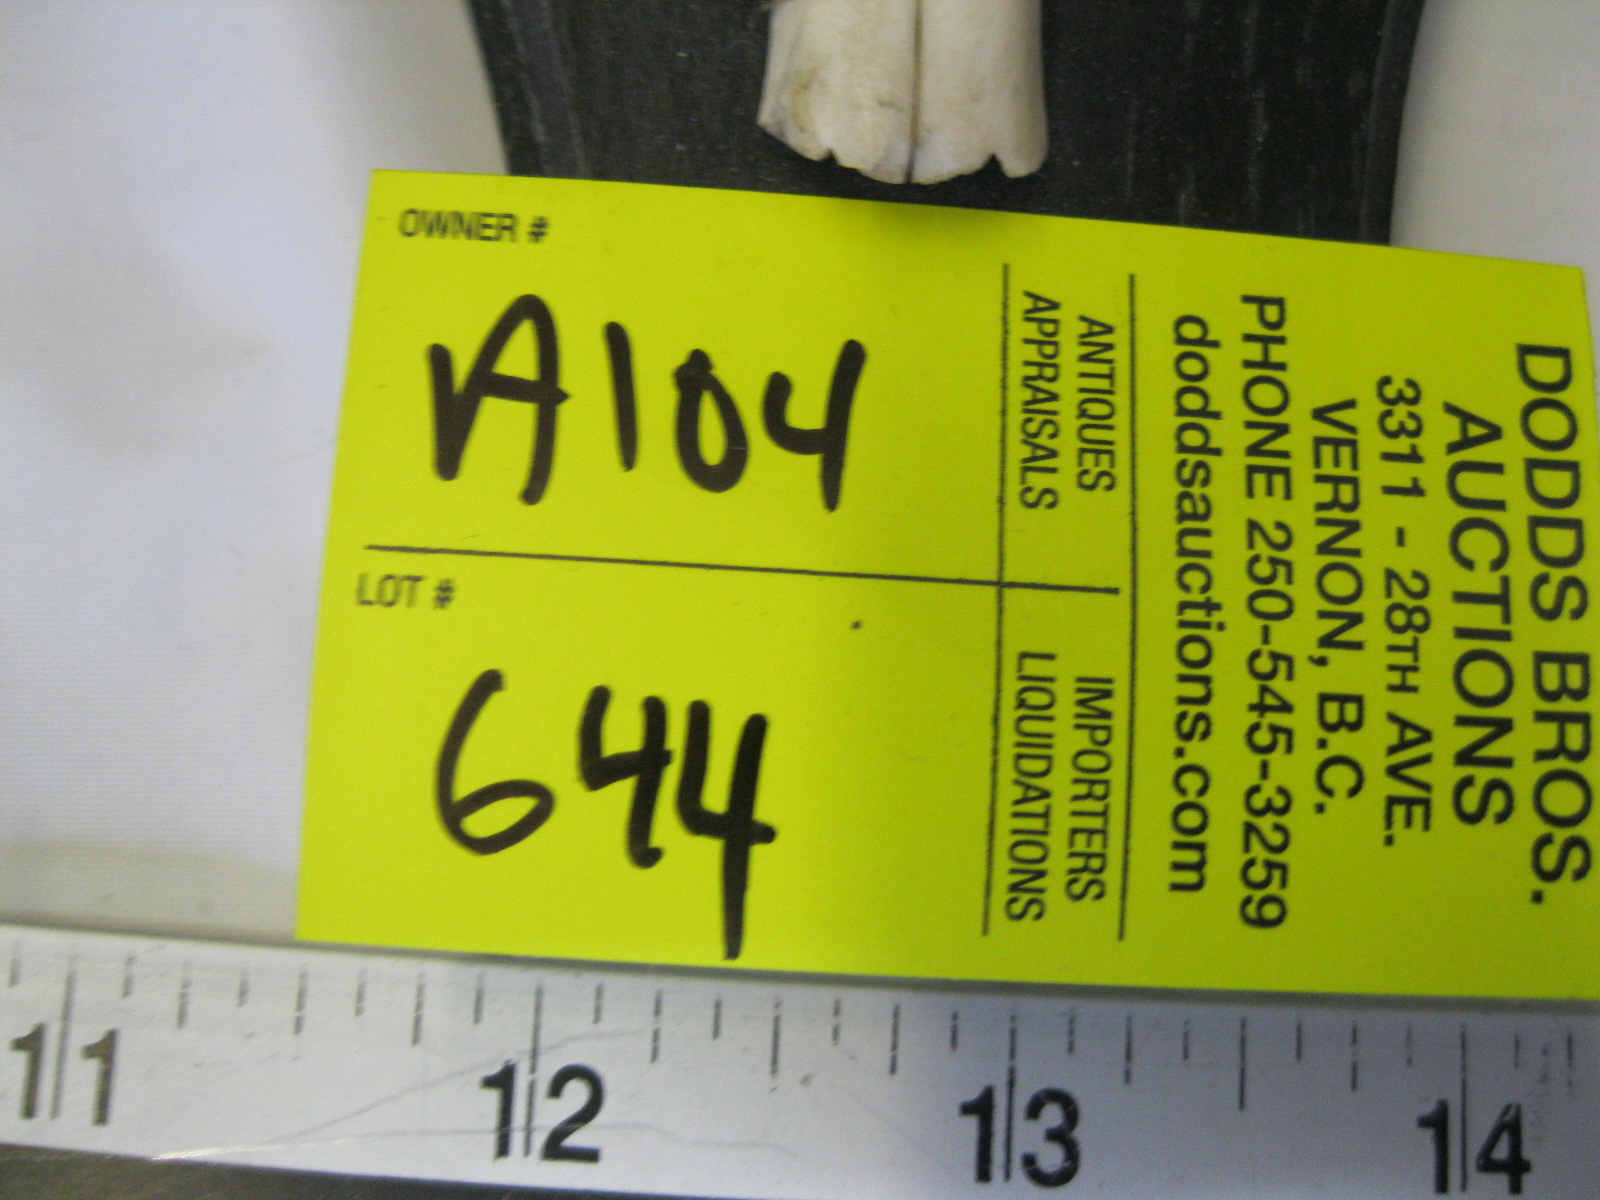 OWNER #
A104
LOT #
644
DODDS BROS.
AUCTIONS
3311 - 28TH AVE.
VERNON, B.C.
PHONE 250-545-3259
doddsauctions.com
ANTIQUES
APPRAISALS
IMPORTERS
LIQUIDATIONS
11 12 13 14